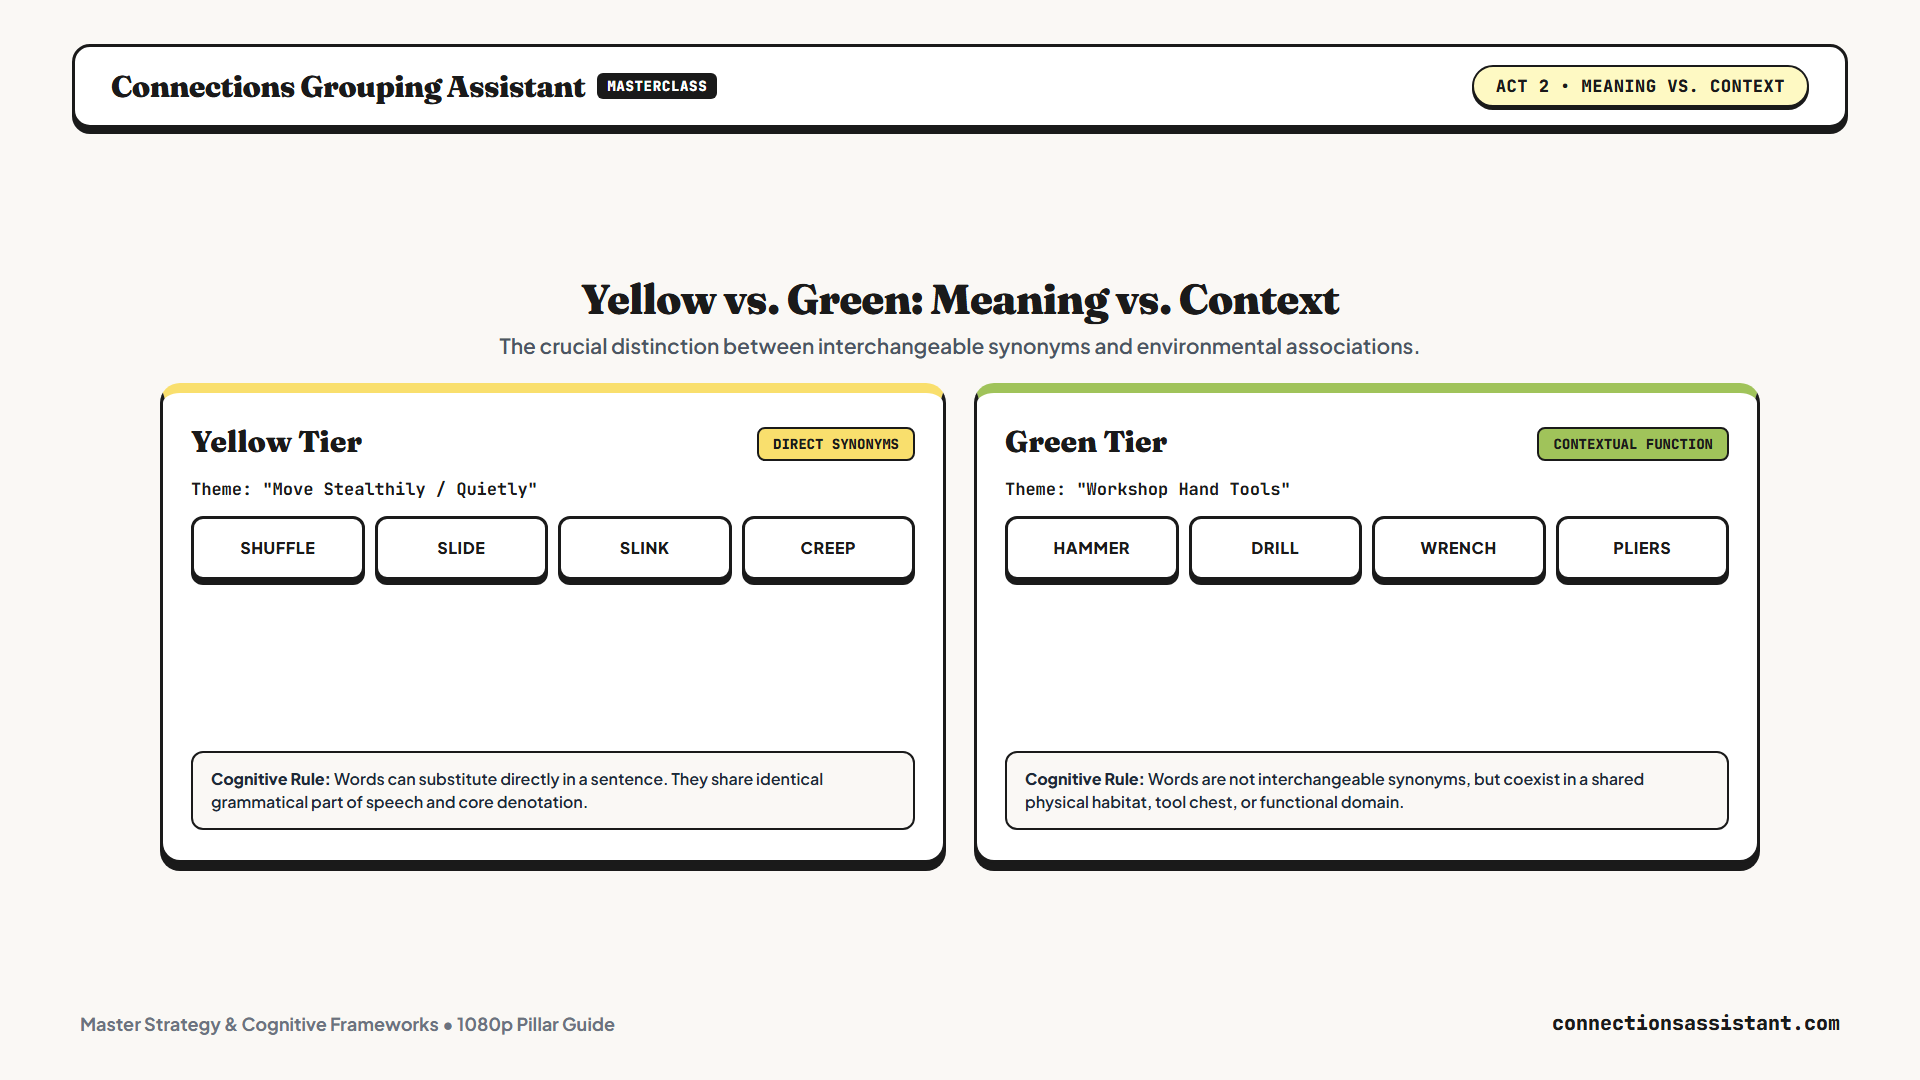 Connections Grouping Assistant MASTERCLASS
ACT 2 • MEANING VS. CONTEXT
Yellow vs. Green: Meaning vs. Context
The crucial distinction between interchangeable synonyms and environmental associations.
Yellow Tier
DIRECT SYNONYMS
Theme: "Move Stealthily / Quietly"
SHUFFLE SLIDE SLINK CREEP
Cognitive Rule: Words can substitute directly in a sentence. They share identical
grammatical part of speech and core denotation.
Green Tier
CONTEXTUAL FUNCTION
Theme: "Workshop Hand Tools"
HAMMER DRILL WRENCH PLIERS
Cognitive Rule: Words are not interchangeable synonyms, but coexist in a shared
physical habitat, tool chest, or functional domain.
Master Strategy & Cognitive Frameworks • 1080p Pillar Guide
connectionsassistant.com